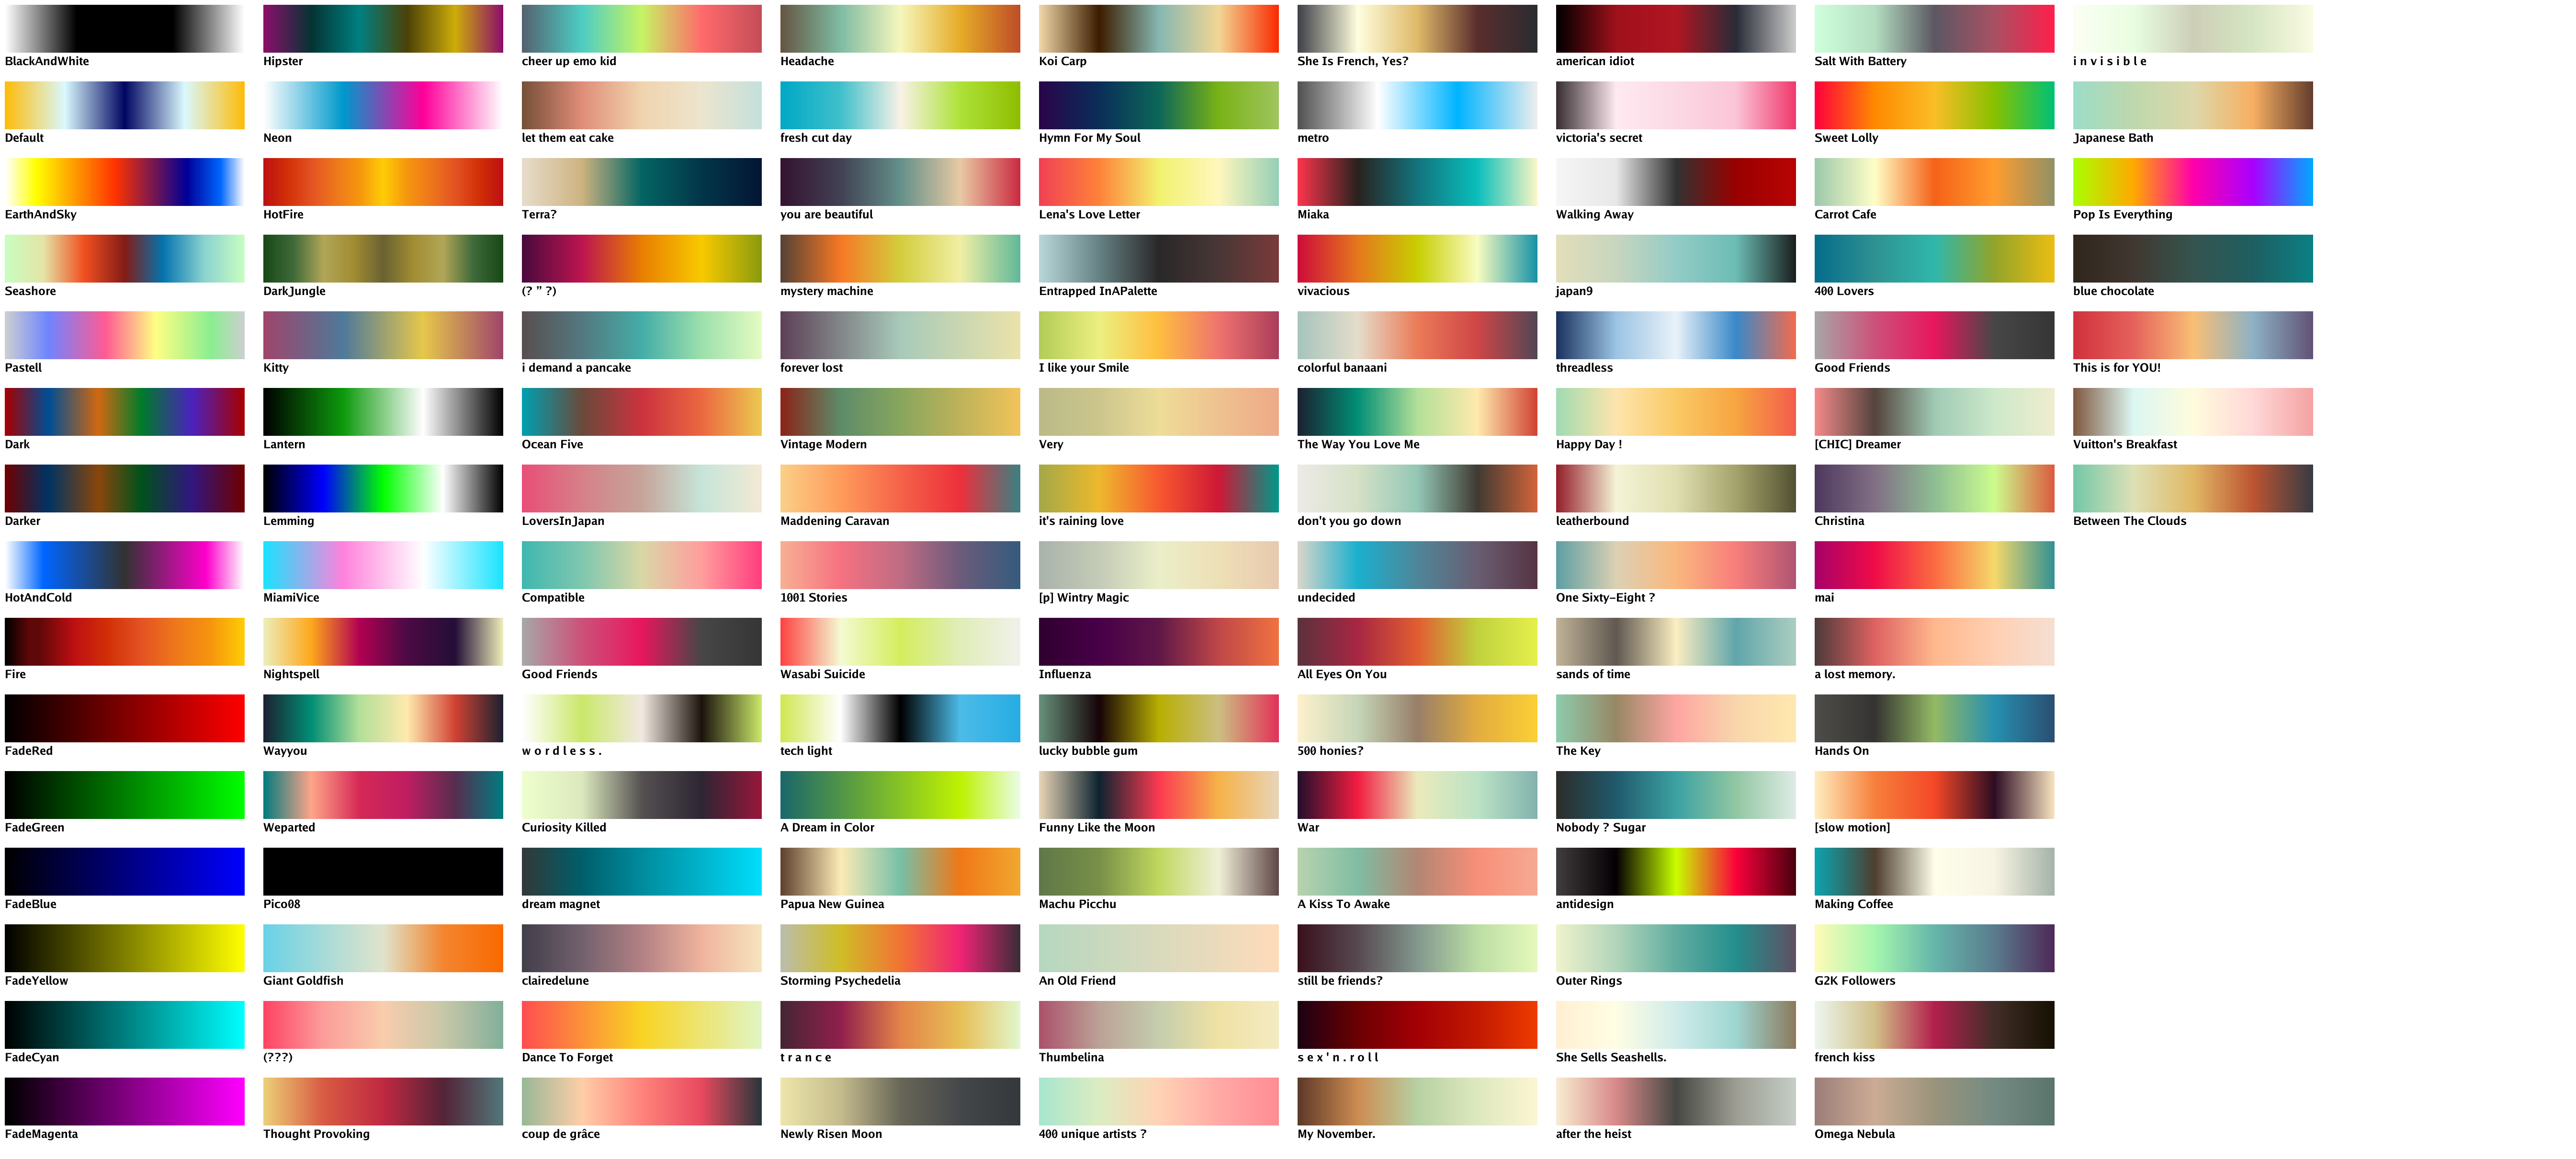 BlackAndWhite
Hipster
cheer up emo kid
Headache
Koi Carp
She Is French, Yes?
american idiot
Salt With Battery
i n v i s i b l e
Default
Neon
let them eat cake
fresh cut day
Hymn For My Soul
metro
victoria's secret
Sweet Lolly
Japanese Bath
EarthAndSky
HotFire
Terra?
you are beautiful
Lena's Love Letter
Miaka
Walking Away
Carrot Cafe
Pop Is Everything
Seashore
DarkJungle
(? " ?)
mystery machine
Entrapped InAPalette
vivacious
japan9
400 Lovers
blue chocolate
Pastell
Kitty
i demand a pancake
forever lost
I like your Smile
colorful banaani
threadless
Good Friends
This is for YOU!
Dark
Lantern
Ocean Five
Vintage Modern
Very
The Way You Love Me
Happy Day !
[CHIC] Dreamer
Vuitton's Breakfast
Darker
Lemming
LoversInJapan
Maddening Caravan
it's raining love
don't you go down
leatherbound
Christina
Between The Clouds
HotAndCold
MiamiVice
Compatible
1001 Stories
[p] Wintry Magic
undecided
One Sixty-Eight ?
mai
Fire
Nightspell
Good Friends
Wasabi Suicide
Influenza
All Eyes On You
sands of time
a lost memory.
FadeRed
Wayyou
w o r d l e s s .
tech light
lucky bubble gum
500 honies?
The Key
Hands On
FadeGreen
Weparted
Curiosity Killed
A Dream in Color
Funny Like the Moon
War
Nobody ? Sugar
[slow motion]
FadeBlue
Pico08
dream magnet
Papua New Guinea
Machu Picchu
A Kiss To Awake
antidesign
Making Coffee
FadeYellow
Giant Goldfish
clairedelune
Storming Psychedelia
An Old Friend
still be friends?
Outer Rings
G2K Followers
FadeCyan
(???)
Dance To Forget
t r a n c e
Thumbelina
s e x ' n . r o l l
She Sells Seashells.
french kiss
FadeMagenta
Thought Provoking
coup de grâce
Newly Risen Moon
400 unique artists ?
My November.
after the heist
Omega Nebula